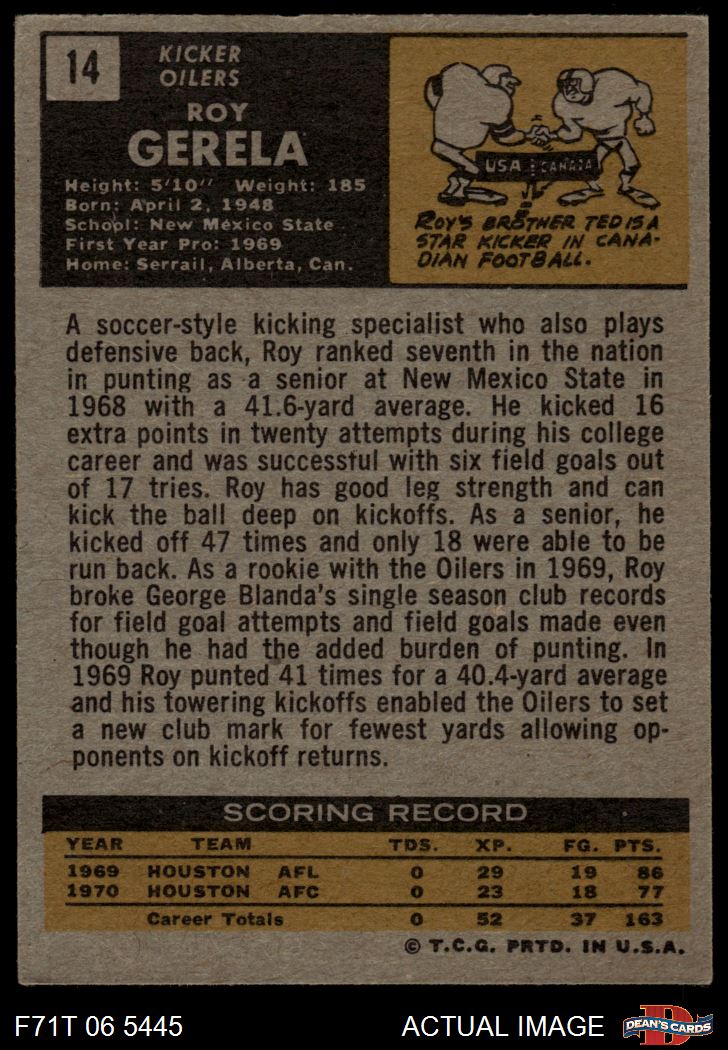 14
KICKER
OILERS
ROY
GERELA
Height: 5'10" Weight: 185
Born: April 2, 1948
School: New Mexico State
First Year Pro: 1969
Home: Serrail, Alberta, Can.
USA CANADA
ROY'S BROTHER TED IS A
STAR KICKER IN CANA-
DIAN FOOTBALL.
A soccer-style kicking specialist who also plays
defensive back, Roy ranked seventh in the nation
in punting as a senior at New Mexico State in
1968 with a 41.6-yard average. He kicked 16
extra points in twenty attempts during his college
career and was successful with six field goals out
of 17 tries. Roy has good leg strength and can
kick the ball deep on kickoffs. As a senior, he
kicked off 47 times and only 18 were able to be
run back. As a rookie with the Oilers in 1969, Roy
broke George Blanda's single season club records
for field goal attempts and field goals made even
though he had the added burden of punting. In
1969 Roy punted 41 times for a 40.4-yard average
and his towering kickoffs enabled the Oilers to set
a new club mark for fewest yards allowing op-
ponents on kickoff returns.
SCORING RECORD
YEAR TEAM TDS. XP. FG. PTS.
1969 HOUSTON AFL 0 29 19 86
1970 HOUSTON AFC 0 23 18 77
Career Totals 0 52 37 163
© T.C.G. PRTD. IN U.S.A.
F71T 06 5445 ACTUAL IMAGE
D
DEAN'S CARDS